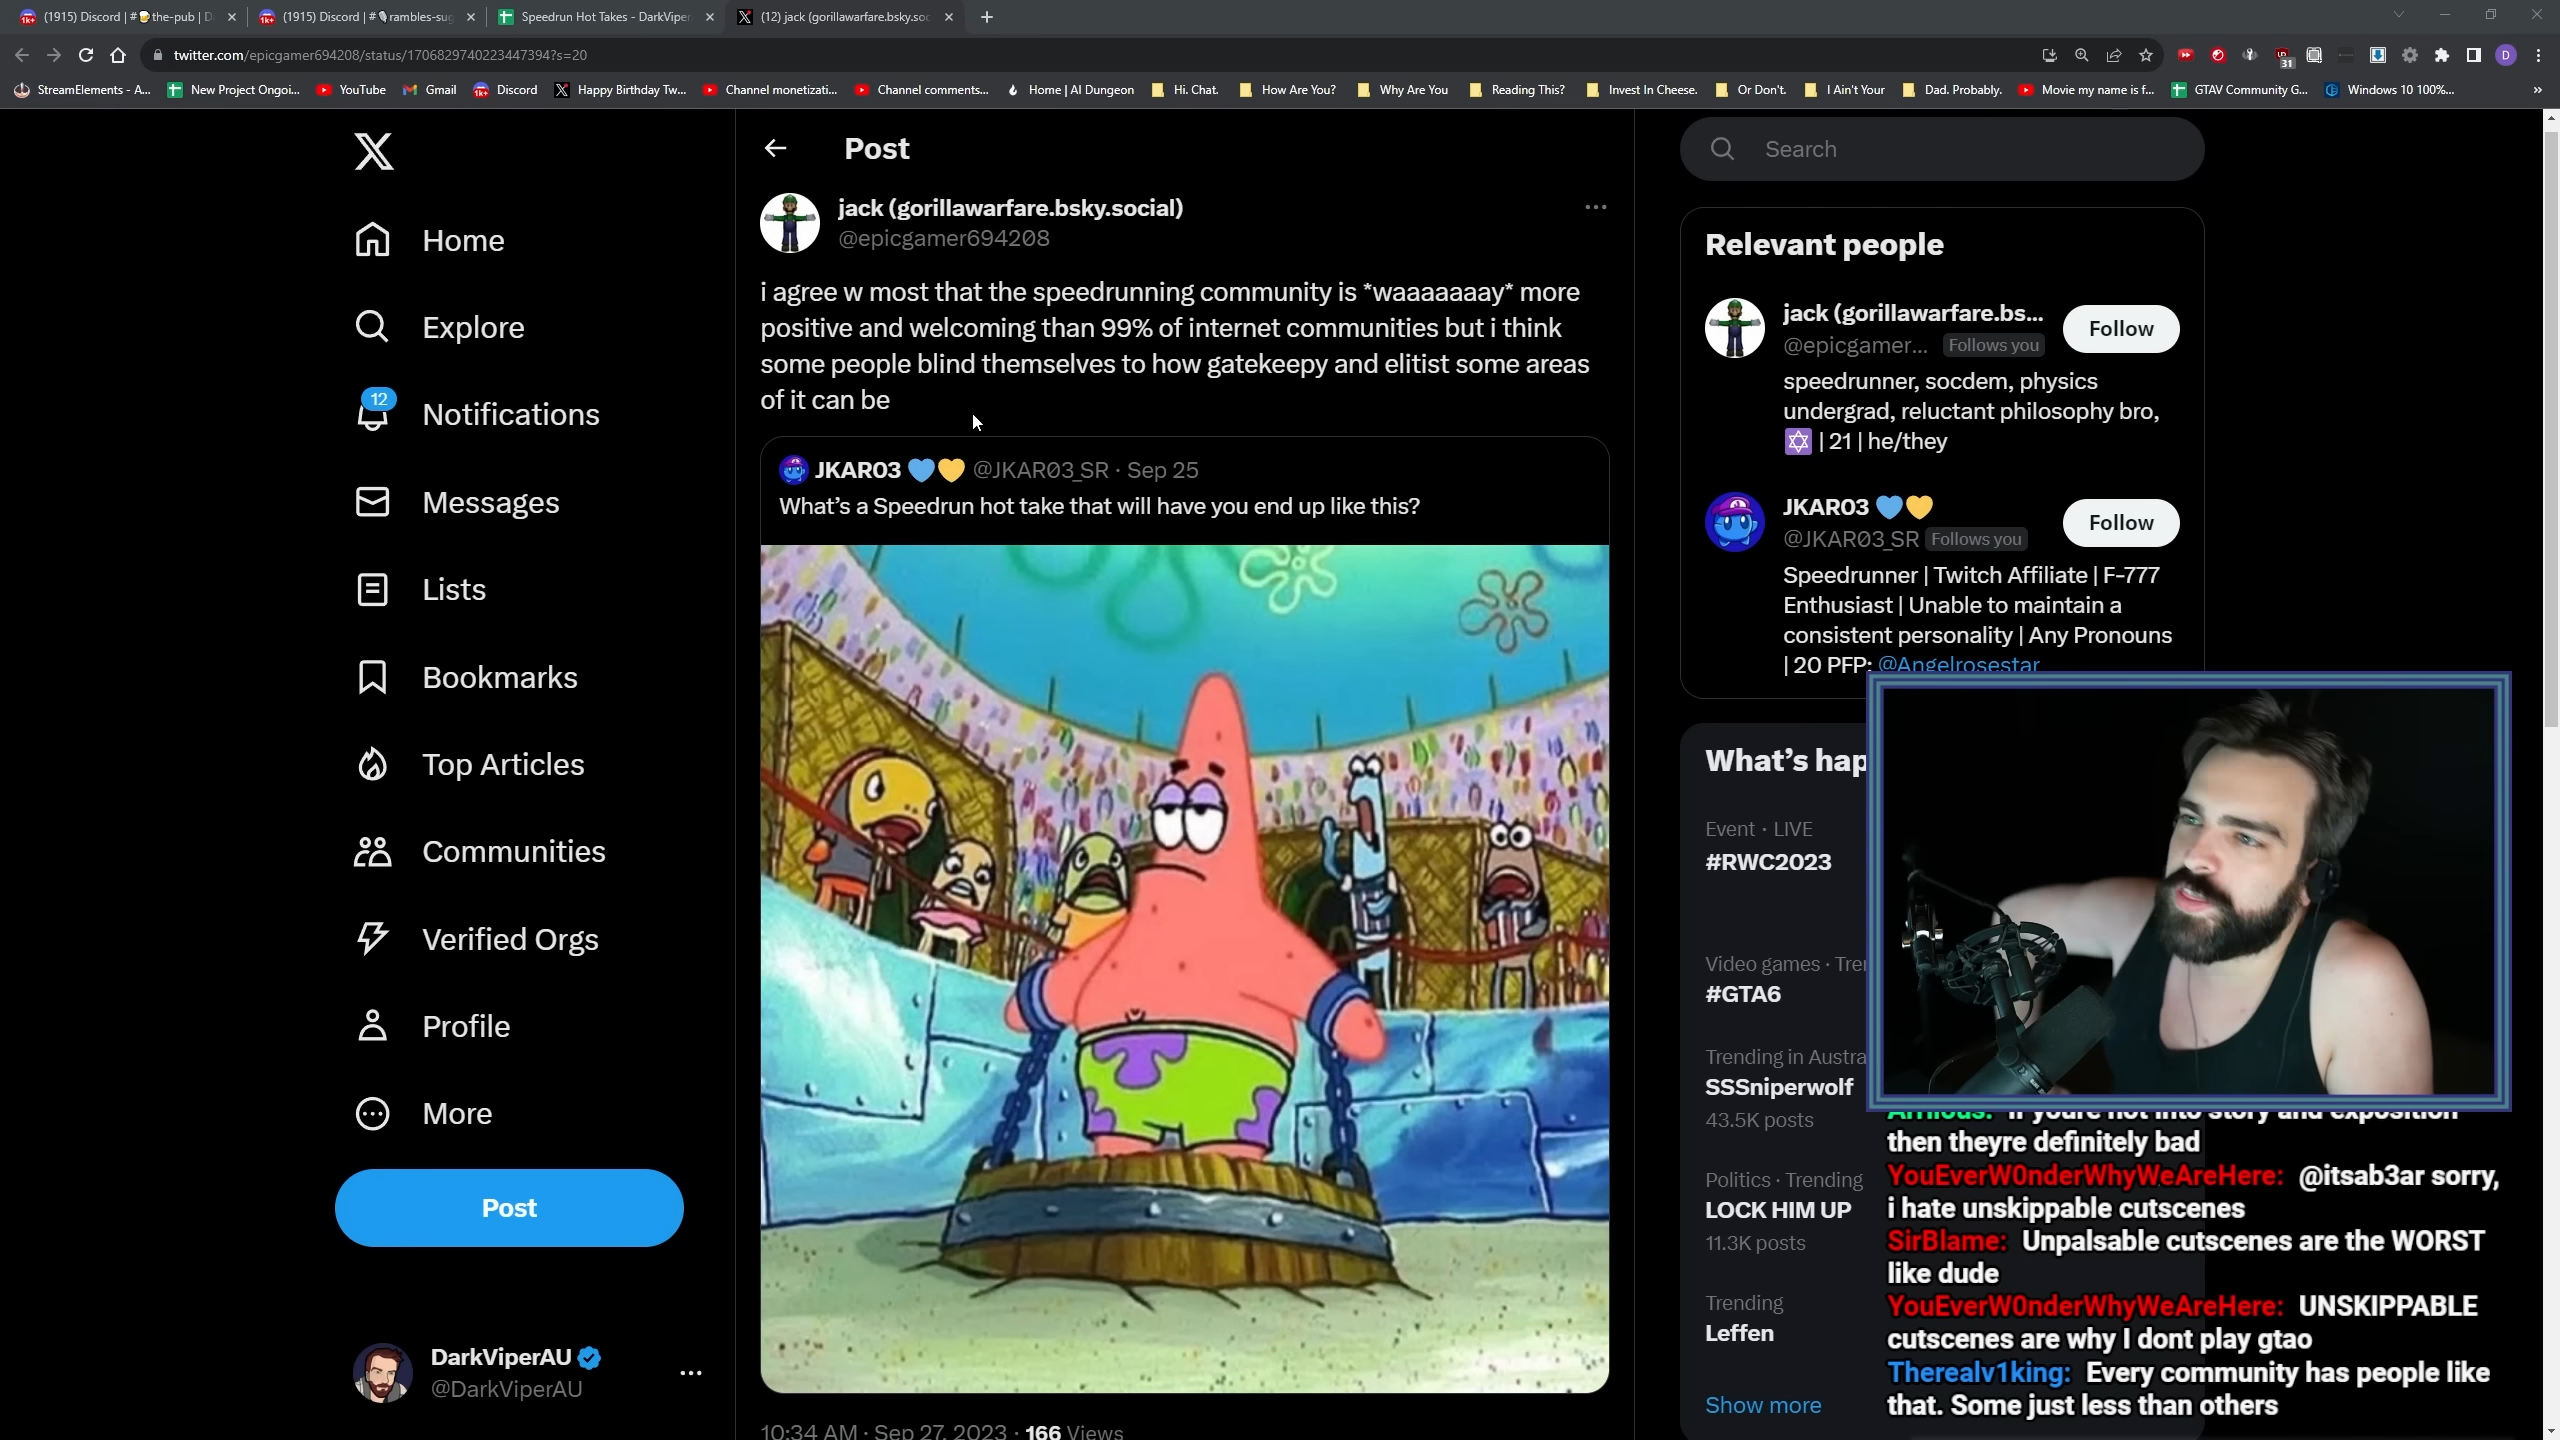 (1915) Discord | #🍺the-pub | D
(1915) Discord | #🗣rambles-sug
Speedrun Hot Takes - DarkViper
(12) jack (gorillawarfare.bsky.soc
twitter.com/epicgamer694208/status/1706829740223447394?s=20
31
D
StreamElements - A...
New Project Ongoi...
YouTube
Gmail
Discord
Happy Birthday Tw...
Channel monetizati...
Channel comments...
Home | AI Dungeon
Hi. Chat.
How Are You?
Why Are You
Reading This?
Invest In Cheese.
Or Don't.
I Ain't Your
Dad. Probably.
Movie my name is f...
GTAV Community G...
Windows 10 100%...
Home
Explore
12
Notifications
Messages
Lists
Bookmarks
Top Articles
Communities
Verified Orgs
Profile
More
Post
DarkViperAU
@DarkViperAU
Post
jack (gorillawarfare.bsky.social)
@epicgamer694208
i agree w most that the speedrunning community is *waaaaaaay* more
positive and welcoming than 99% of internet communities but i think
some people blind themselves to how gatekeepy and elitist some areas
of it can be
JKAR03 💙💛 @JKAR03_SR · Sep 25
What's a Speedrun hot take that will have you end up like this?
10:34 AM · Sep 27, 2023 · 166 Views
Search
Relevant people
jack (gorillawarfare.bs...
@epicgamer... Follows you
Follow
speedrunner, socdem, physics
undergrad, reluctant philosophy bro,
✡ | 21 | he/they
JKAR03 💙💛
@JKAR03_SR Follows you
Follow
Speedrunner | Twitch Affiliate | F-777
Enthusiast | Unable to maintain a
consistent personality | Any Pronouns
| 20 PFP: @Angelrosestar
What's hap
Event · LIVE
#RWC2023
Video games · Tre
#GTA6
Trending in Austra
SSSniperwolf
43.5K posts
Politics · Trending
LOCK HIM UP
11.3K posts
Trending
Leffen
Show more
if youre not into story and exposition
then theyre definitely bad
YouEverW0nderWhyWeAreHere: @itsab3ar sorry,
i hate unskippable cutscenes
SirBlame: Unpalsable cutscenes are the WORST
like dude
YouEverW0nderWhyWeAreHere: UNSKIPPABLE
cutscenes are why I dont play gtao
Therealv1king: Every community has people like
that. Some just less than others